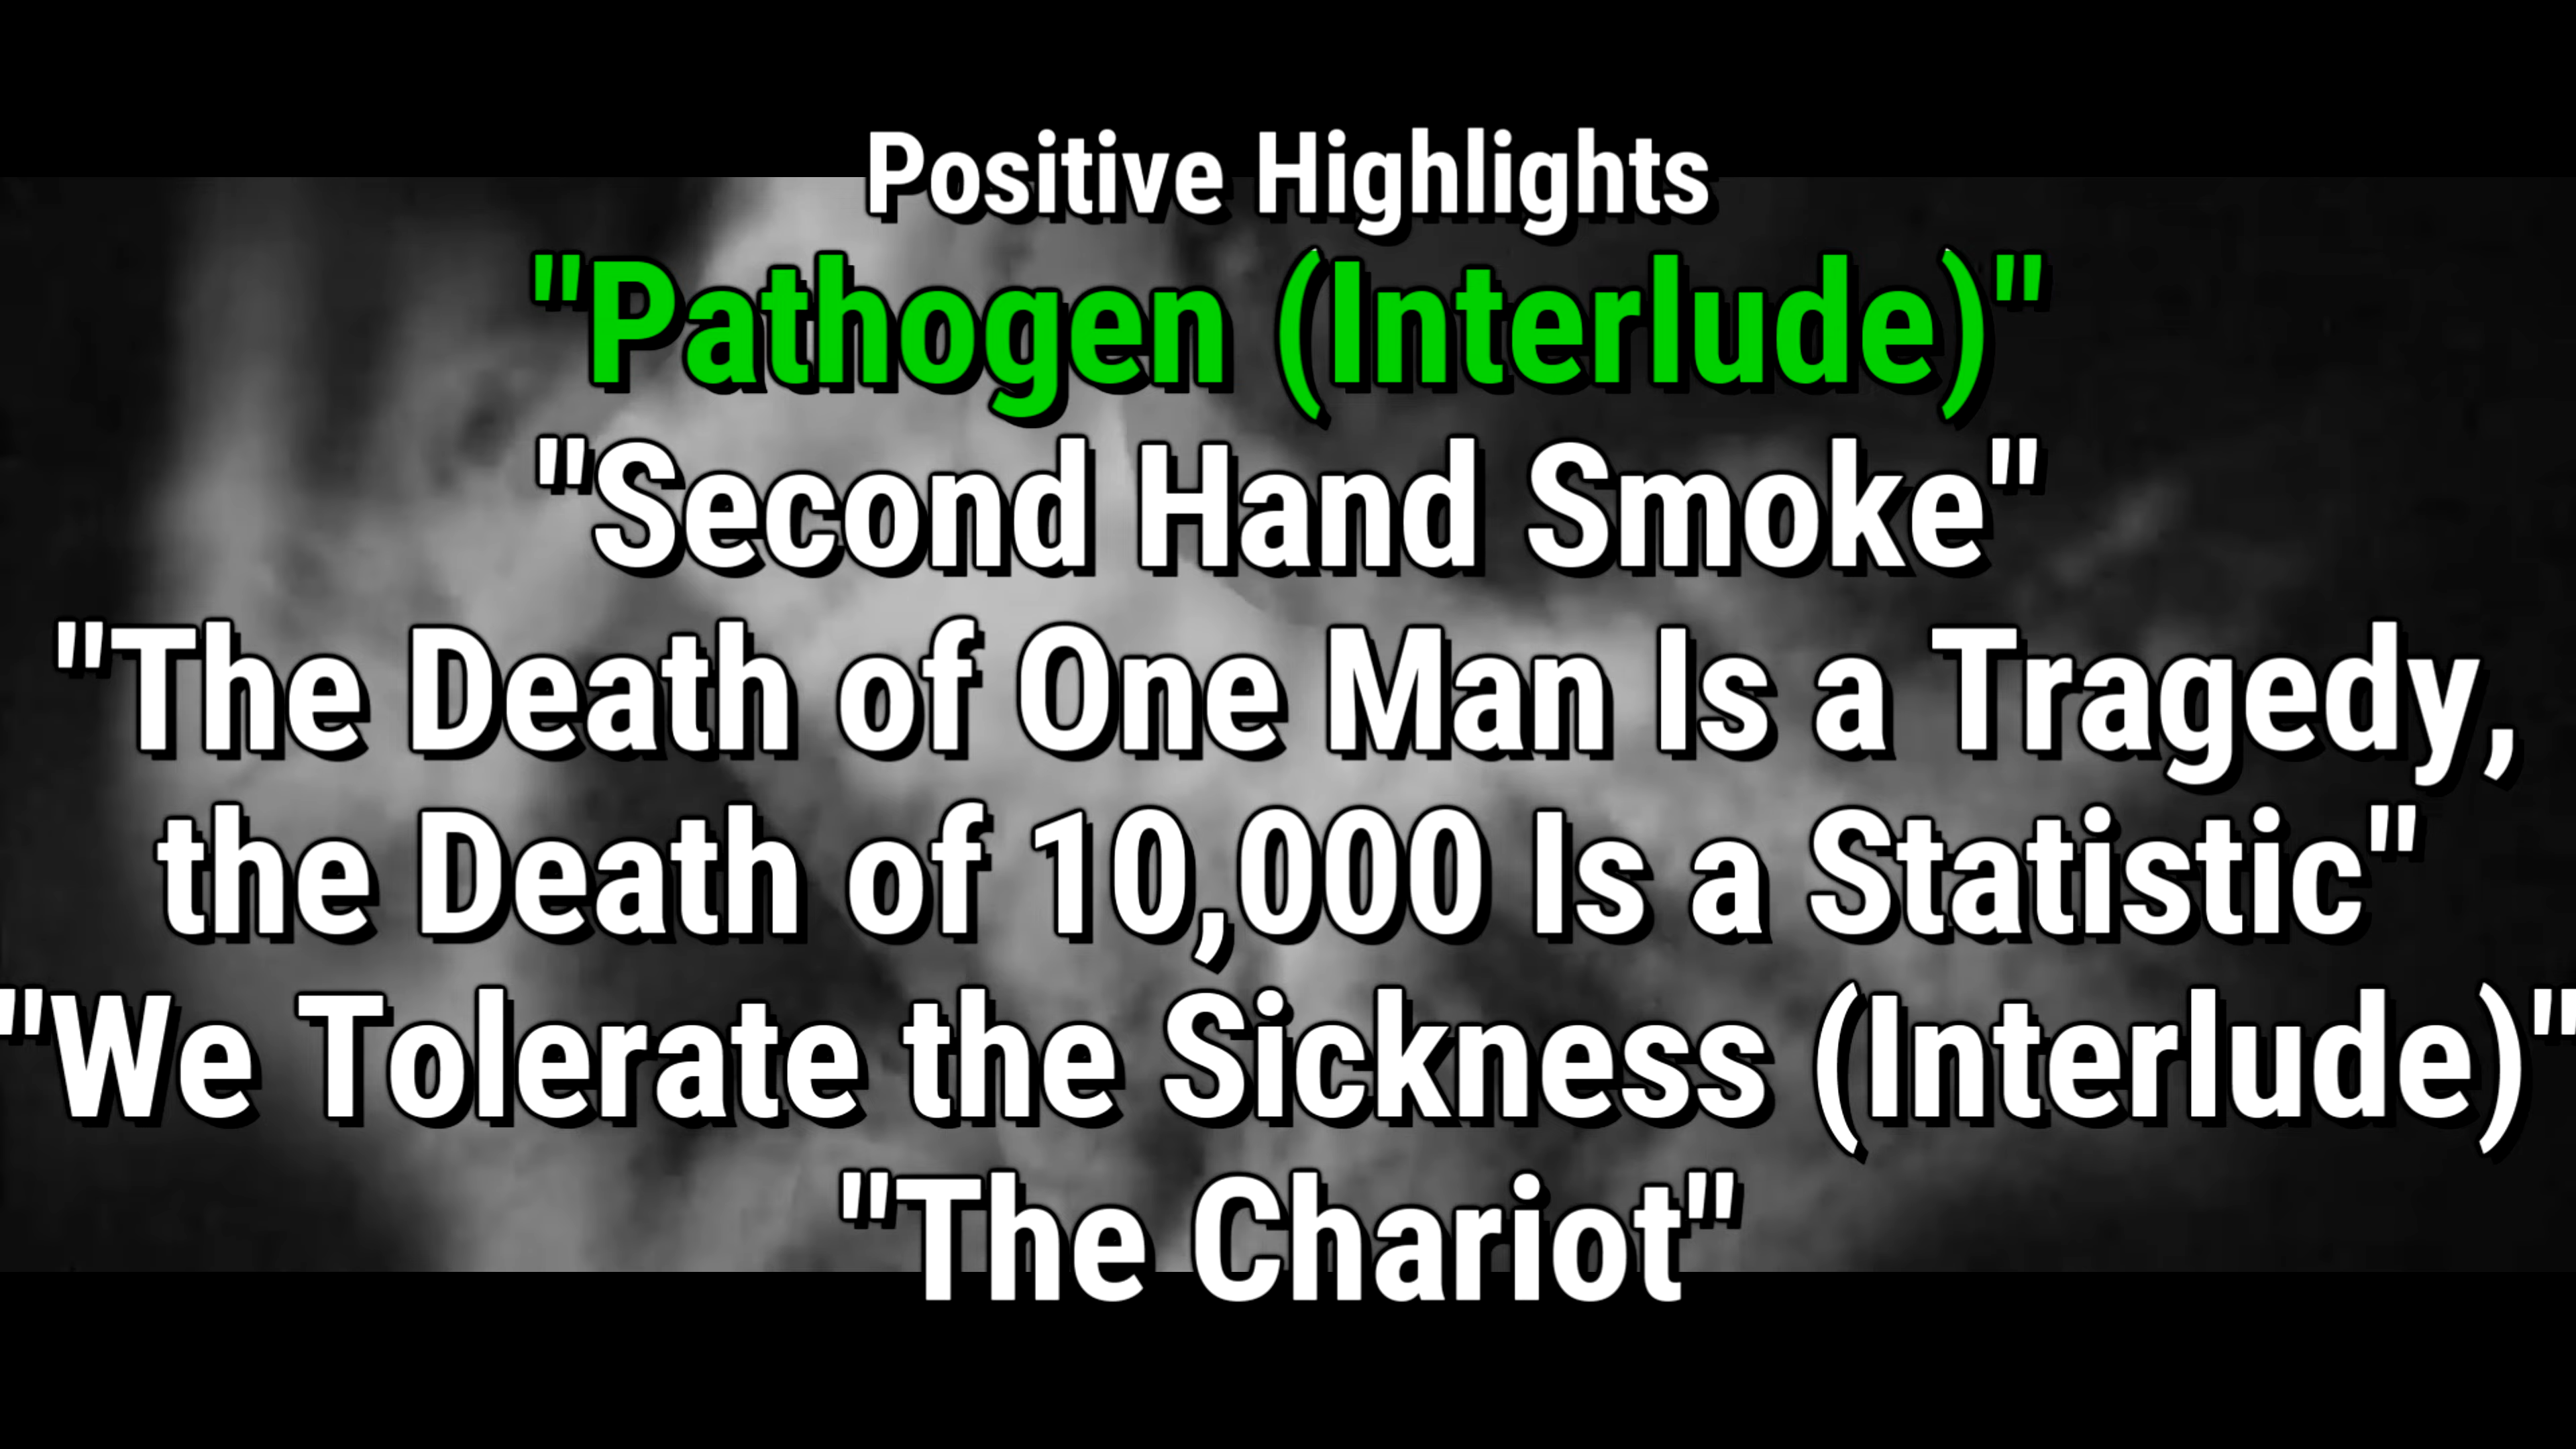 Positive Highlights
"Pathogen (Interlude)"
"Second Hand Smoke"
"The Death of One Man Is a Tragedy,
the Death of 10,000 Is a Statistic"
"We Tolerate the Sickness (Interlude)"
"The Chariot"